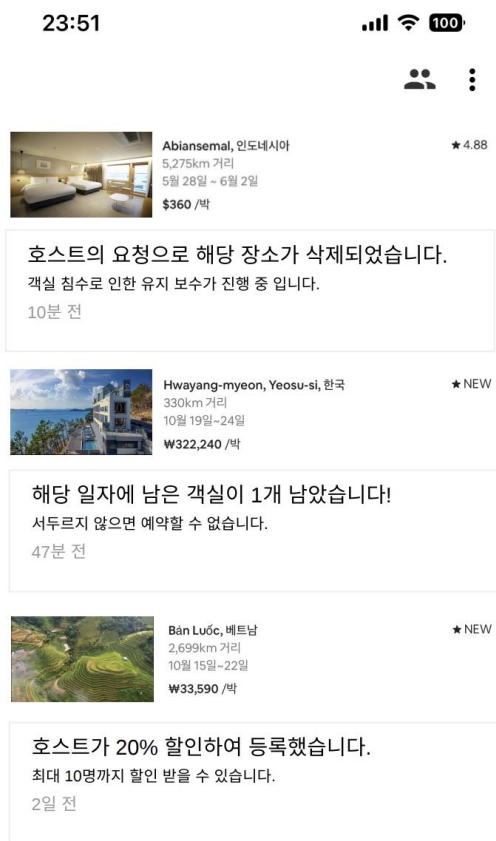 23:51
100
Abiansemal, 인도네시아
★ 4.88
5,275km 거리
5월 28일 ~ 6월 2일
$360 /박
호스트의 요청으로 해당 장소가 삭제되었습니다.
객실 침수로 인한 유지 보수가 진행 중 입니다.
10분 전
Hwayang-myeon, Yeosu-si, 한국
★ NEW
330km 거리
10월 19일~24일
₩322,240 /박
해당 일자에 남은 객실이 1개 남았습니다!
서두르지 않으면 예약할 수 없습니다.
47분 전
Bản Luốc, 베트남
★ NEW
2,699km 거리
10월 15일~22일
₩33,590 /박
호스트가 20% 할인하여 등록했습니다.
최대 10명까지 할인 받을 수 있습니다.
2일 전